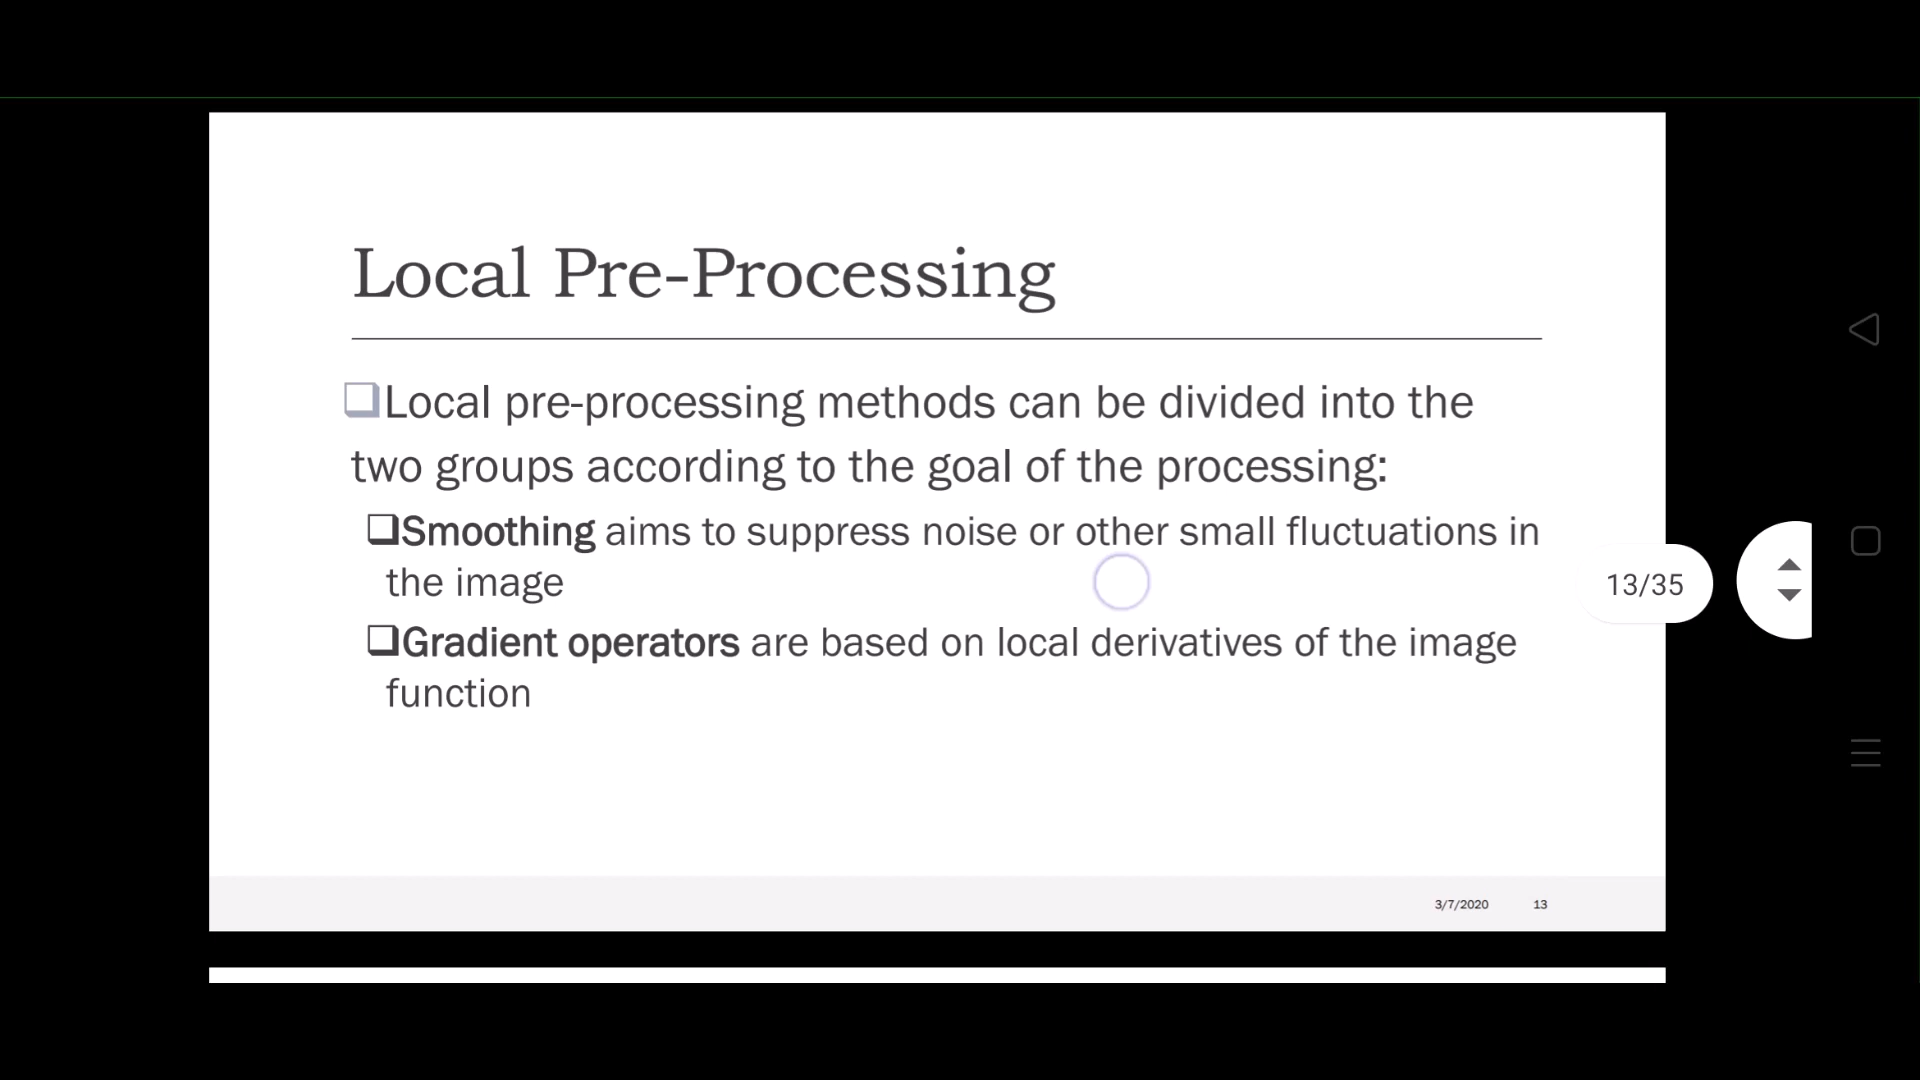 Local Pre-Processing
Local pre-processing methods can be divided into the
two groups according to the goal of the processing:
Smoothing aims to suppress noise or other small fluctuations in
the image
Gradient operators are based on local derivatives of the image
function
13/35
3/7/2020 13